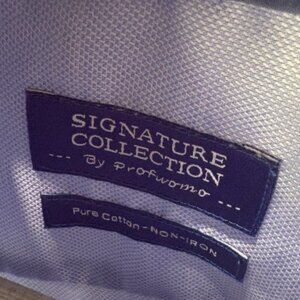 SIGNATURE
COLLECTION
--- By Profuomo ---
Pure Cotton - NON-IRON